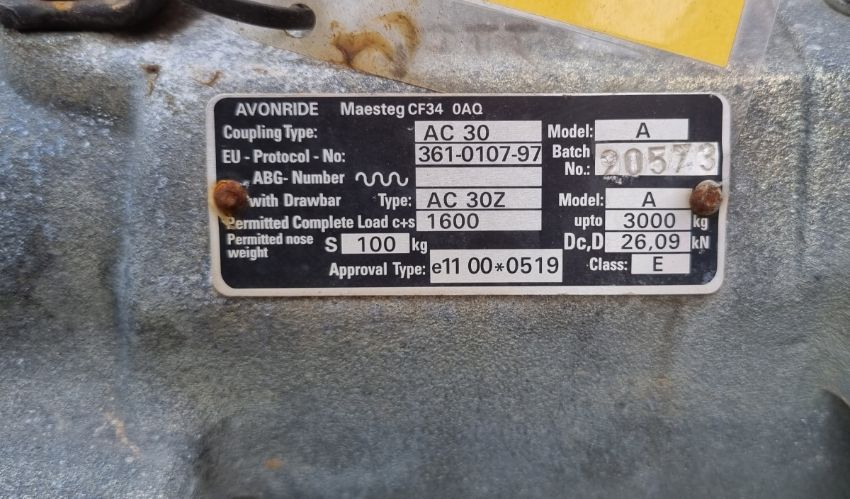 AVONRIDE Maesteg CF34 0AQ
Coupling Type: AC 30 Model: A
EU - Protocol - No: 361-0107-97 Batch No.: 90573
ABG- Number
with Drawbar Type: AC 30Z Model: A
Permitted Complete Load c+s 1600 upto 3000 kg
Permitted nose weight S 100 kg Dc,D 26,09 kN
Approval Type: e11 00*0519 Class: E